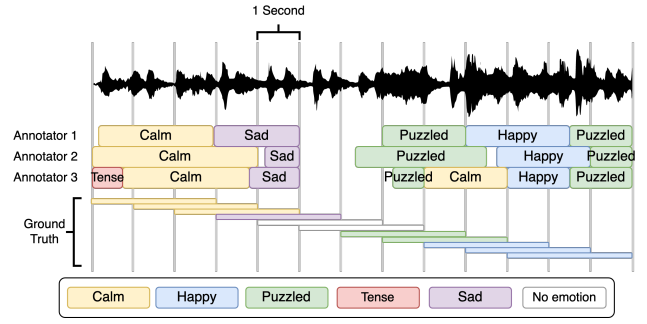 1 Second
Annotator 1 Calm Sad Puzzled Happy Puzzled
Annotator 2 Calm Sad Puzzled Happy Puzzled
Annotator 3 Tense Calm Sad Puzzled Calm Happy Puzzled
Ground
Truth
Calm Happy Puzzled Tense Sad No emotion